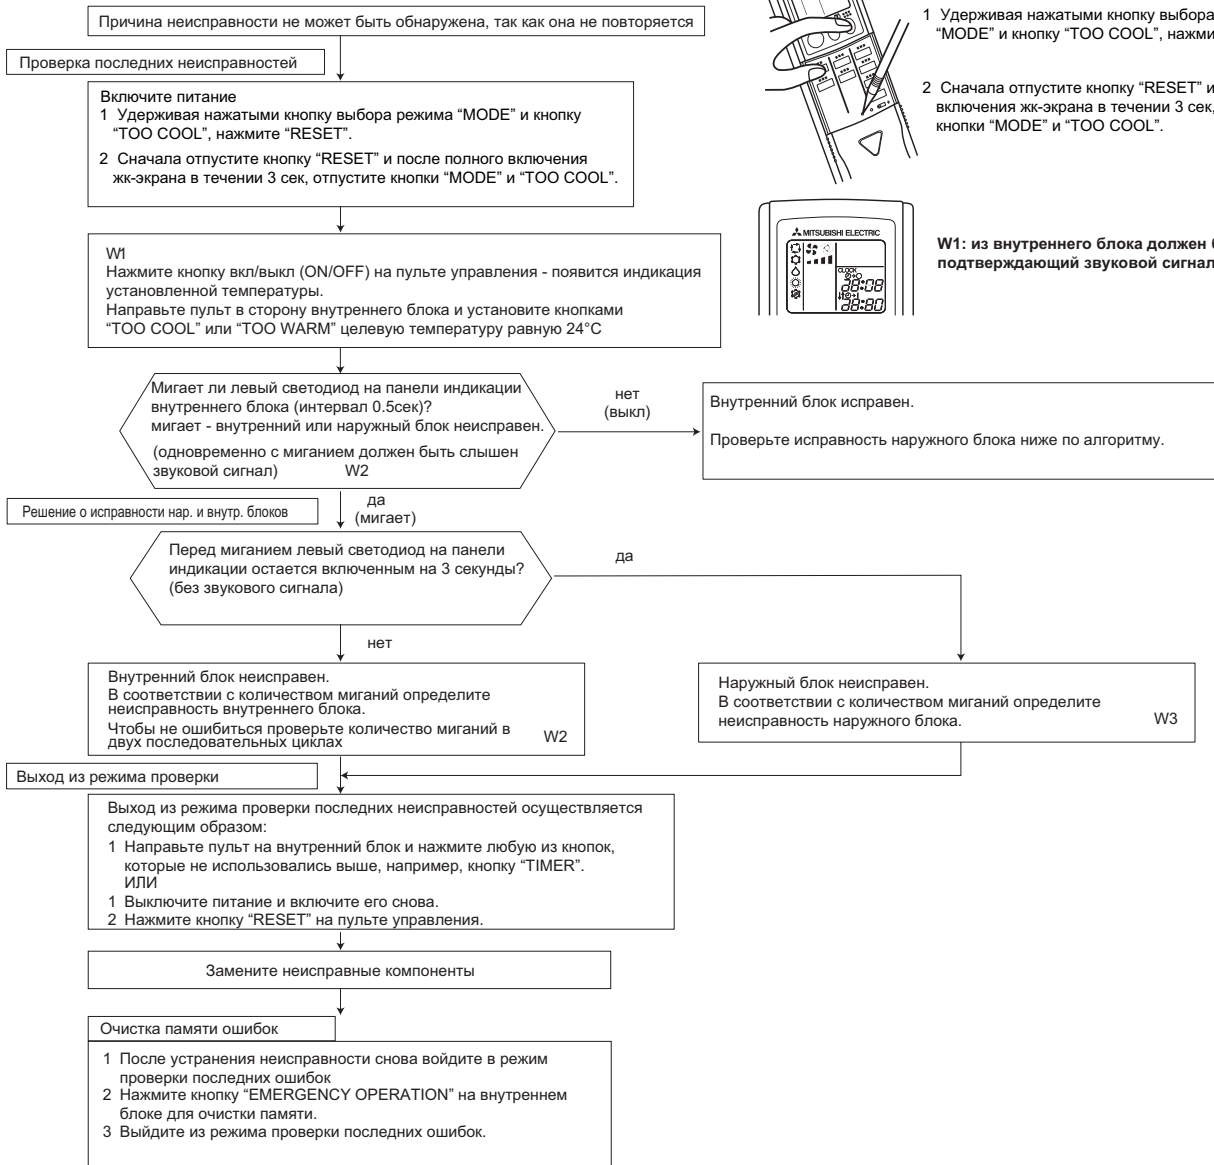 Причина неисправности не может быть обнаружена, так как она не повторяется
Проверка последних неисправностей
Включите питание
1 Удерживая нажатыми кнопку выбора режима “MODE” и кнопку
“TOO COOL”, нажмите “RESET”.
2 Сначала отпустите кнопку “RESET” и после полного включения
жк-экрана в течении 3 сек, отпустите кнопки “MODE” и “TOO COOL”.
1 Удерживая нажатыми кнопку выбора
“MODE” и кнопку “TOO COOL”, нажми
2 Сначала отпустите кнопку “RESET” и
включения жк-экрана в течении 3 сек,
кнопки “MODE” и “TOO COOL”.
MITSUBISHI ELECTRIC
CLOCK
W1: из внутреннего блока должен
подтверждающий звуковой сигнал
W1
Нажмите кнопку вкл/выкл (ON/OFF) на пульте управления - появится индикация
установленной температуры.
Направьте пульт в сторону внутреннего блока и установите кнопками
“TOO COOL” или “TOO WARM” целевую температуру равную 24°C
Мигает ли левый светодиод на панели индикации
внутреннего блока (интервал 0.5сек)?
мигает - внутренний или наружный блок неисправен.
(одновременно с миганием должен быть слышен
звуковой сигнал) W2
нет
(выкл)
Внутренний блок исправен.
Проверьте исправность наружного блока ниже по алгоритму.
да
(мигает)
Решение о исправности нар. и внутр. блоков
Перед миганием левый светодиод на панели
индикации остается включенным на 3 секунды?
(без звукового сигнала)
да
нет
Внутренний блок неисправен.
В соответствии с количеством миганий определите
неисправность внутреннего блока.
Чтобы не ошибиться проверьте количество миганий в
двух последовательных циклах W2
Наружный блок неисправен.
В соответствии с количеством миганий определите
неисправность наружного блока. W3
Выход из режима проверки
Выход из режима проверки последних неисправностей осуществляется
следующим образом:
1 Направьте пульт на внутренний блок и нажмите любую из кнопок,
которые не использовались выше, например, кнопку “TIMER”.
ИЛИ
1 Выключите питание и включите его снова.
2 Нажмите кнопку “RESET” на пульте управления.
Замените неисправные компоненты
Очистка памяти ошибок
1 После устранения неисправности снова войдите в режим
проверки последних ошибок
2 Нажмите кнопку “EMERGENCY OPERATION” на внутреннем
блоке для очистки памяти.
3 Выйдите из режима проверки последних ошибок.